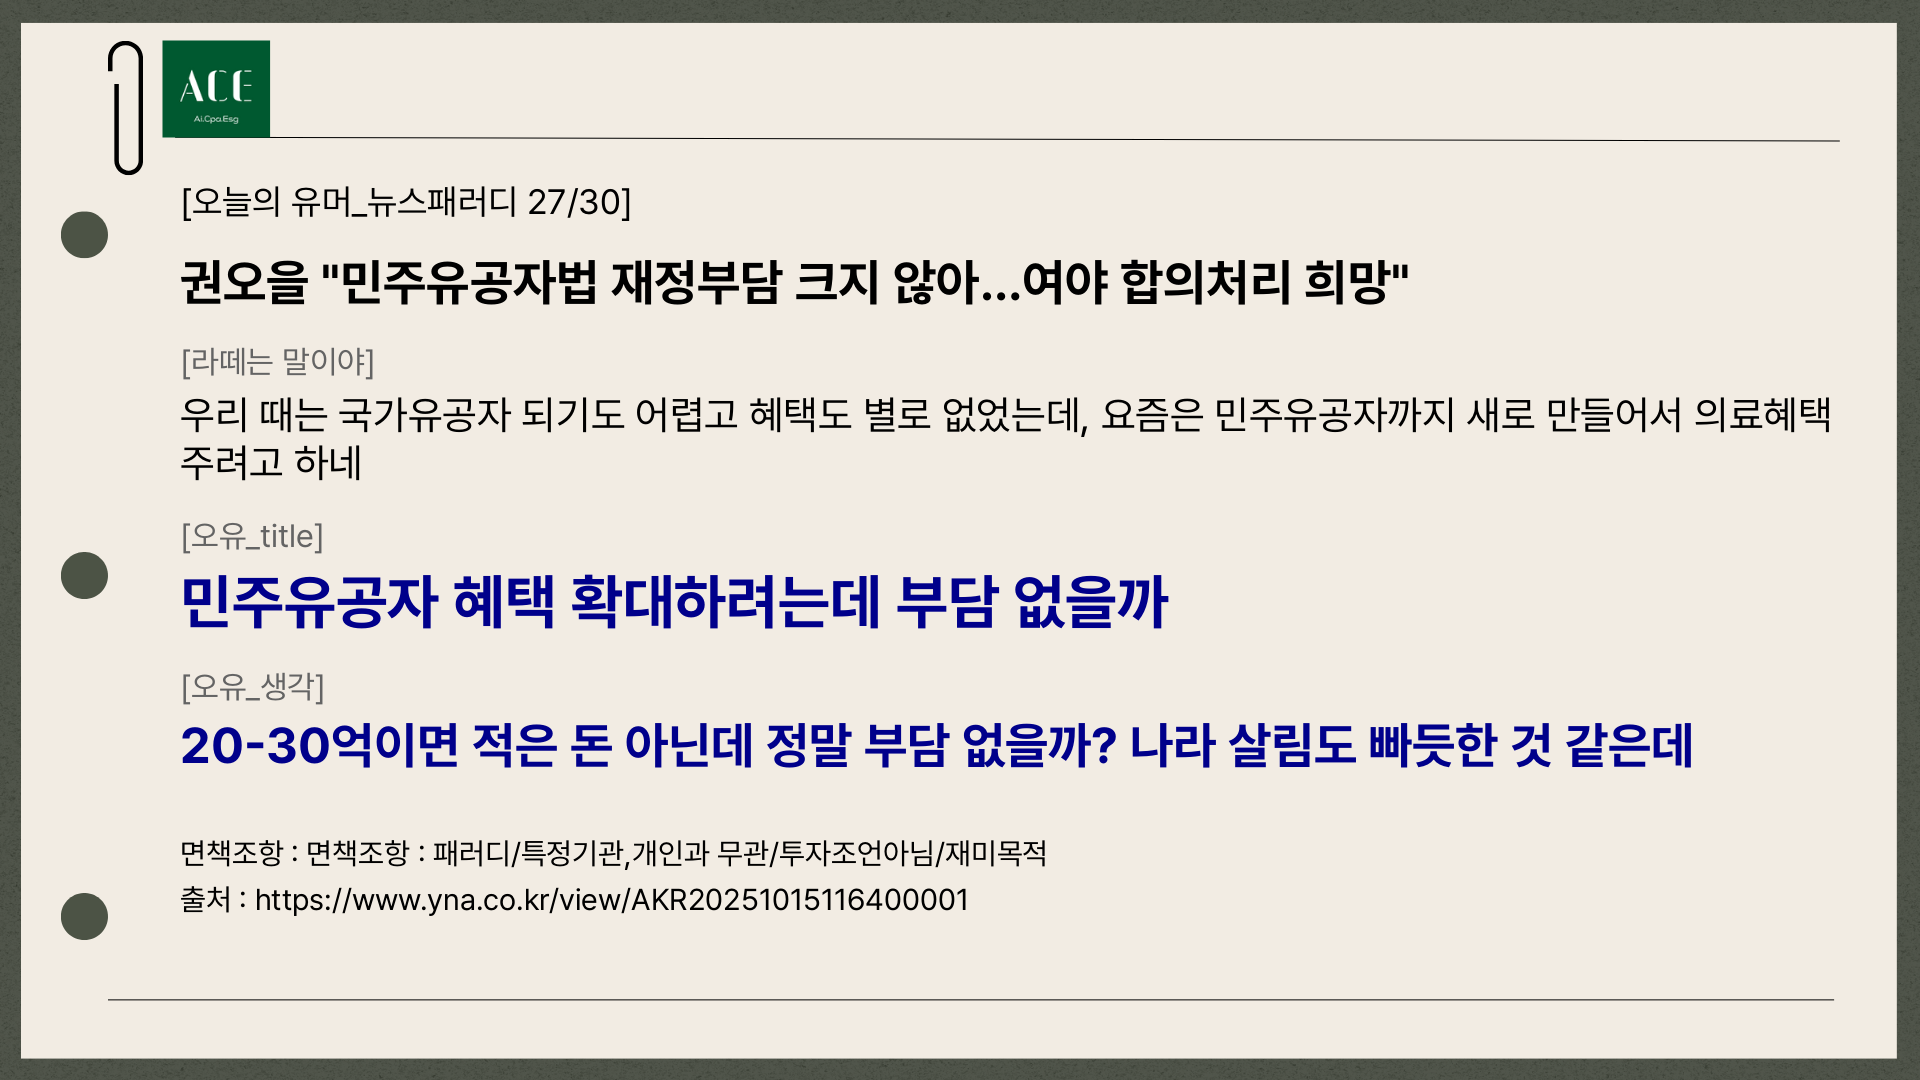 ACE
Ai.Cpa.Esg
[오늘의 유머_뉴스패러디 27/30]
권오을 "민주유공자법 재정부담 크지 않아…여야 합의처리 희망"
[라떼는 말이야]
우리 때는 국가유공자 되기도 어렵고 혜택도 별로 없었는데, 요즘은 민주유공자까지 새로 만들어서 의료혜택
주려고 하네
[오유_title]
민주유공자 혜택 확대하려는데 부담 없을까
[오유_생각]
20-30억이면 적은 돈 아닌데 정말 부담 없을까? 나라 살림도 빠듯한 것 같은데
면책조항 : 면책조항 : 패러디/특정기관,개인과 무관/투자조언아님/재미목적
출처 : https://www.yna.co.kr/view/AKR20251015116400001